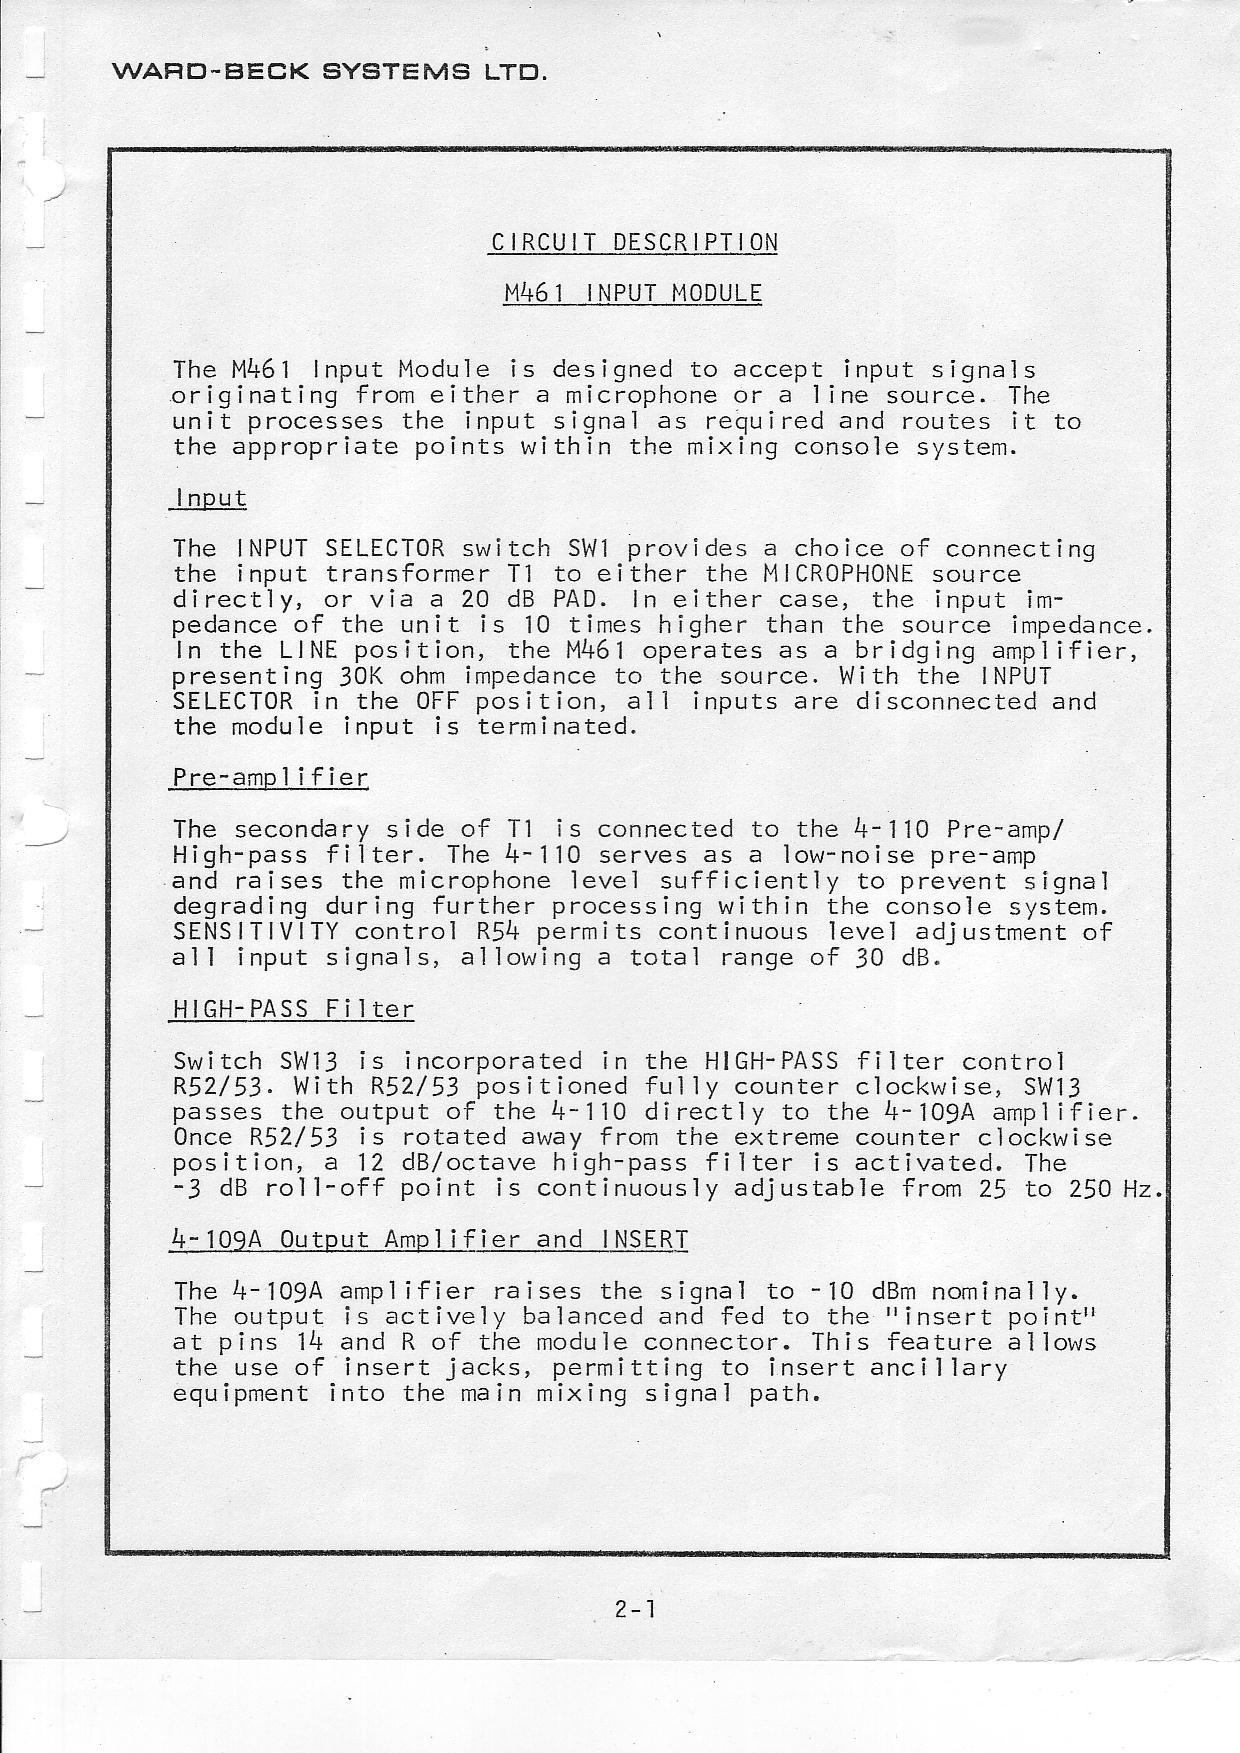 WARD-BECK SYSTEMS LTD.
CIRCUIT DESCRIPTION
M461 INPUT MODULE
The M461 Input Module is designed to accept input signals
originating from either a microphone or a line source. The
unit processes the input signal as required and routes it to
the appropriate points within the mixing console system.
Input
The INPUT SELECTOR switch SW1 provides a choice of connecting
the input transformer T1 to either the MICROPHONE source
directly, or via a 20 dB PAD. In either case, the input im-
pedance of the unit is 10 times higher than the source impedance.
In the LINE position, the M461 operates as a bridging amplifier,
presenting 30K ohm impedance to the source. With the INPUT
SELECTOR in the OFF position, all inputs are disconnected and
the module input is terminated.
Pre-amplifier
The secondary side of T1 is connected to the 4-110 Pre-amp/
High-pass filter. The 4-110 serves as a low-noise pre-amp
and raises the microphone level sufficiently to prevent signal
degrading during further processing within the console system.
SENSITIVITY control R54 permits continuous level adjustment of
all input signals, allowing a total range of 30 dB.
HIGH-PASS Filter
Switch SW13 is incorporated in the HIGH-PASS filter control
R52/53. With R52/53 positioned fully counter clockwise, SW13
passes the output of the 4-110 directly to the 4-109A amplifier.
Once R52/53 is rotated away from the extreme counter clockwise
position, a 12 dB/octave high-pass filter is activated. The
-3 dB roll-off point is continuously adjustable from 25 to 250 Hz.
4-109A Output Amplifier and INSERT
The 4-109A amplifier raises the signal to -10 dBm nominally.
The output is actively balanced and fed to the "insert point"
at pins 14 and R of the module connector. This feature allows
the use of insert jacks, permitting to insert ancillary
equipment into the main mixing signal path.
2-1